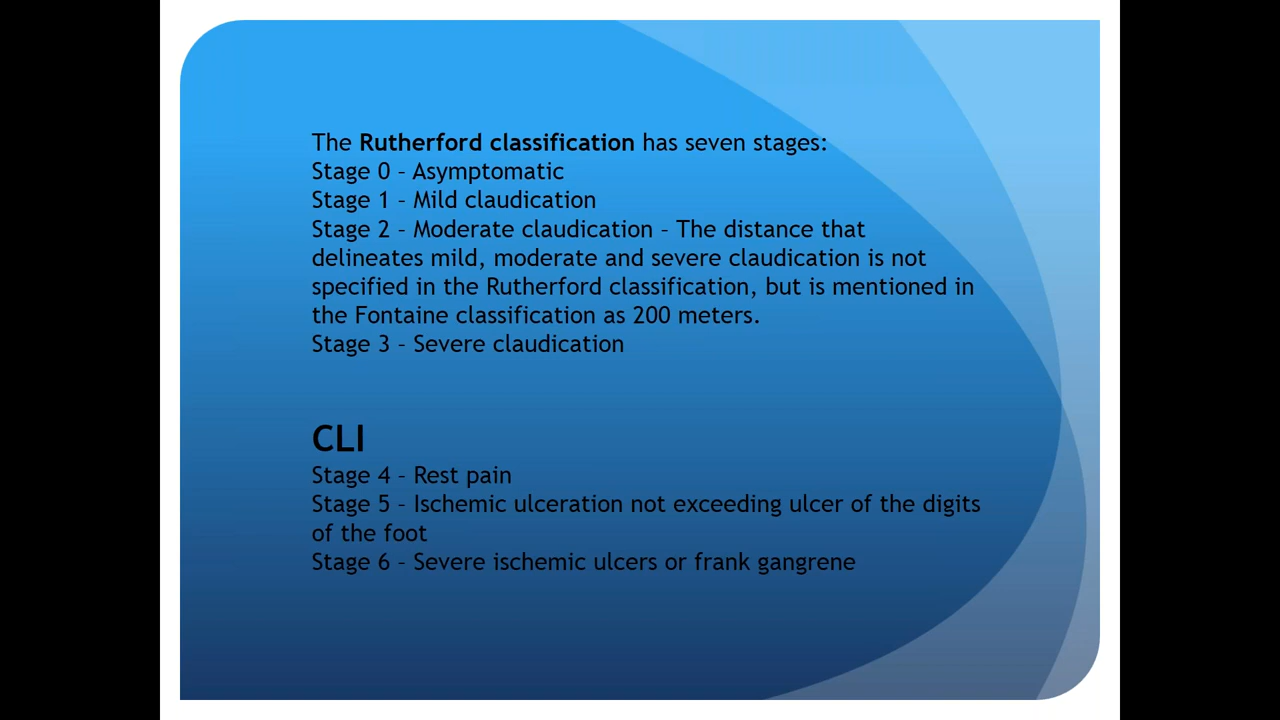 The Rutherford classification has seven stages:
Stage 0 – Asymptomatic
Stage 1 – Mild claudication
Stage 2 – Moderate claudication – The distance that
delineates mild, moderate and severe claudication is not
specified in the Rutherford classification, but is mentioned in
the Fontaine classification as 200 meters.
Stage 3 – Severe claudication
CLI
Stage 4 – Rest pain
Stage 5 – Ischemic ulceration not exceeding ulcer of the digits
of the foot
Stage 6 – Severe ischemic ulcers or frank gangrene